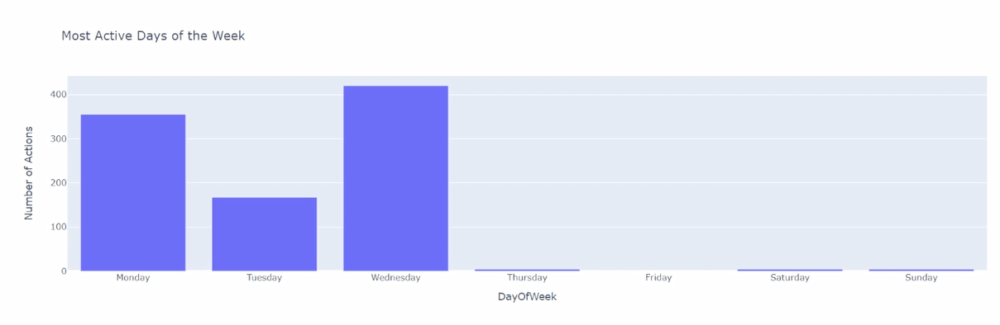 Most Active Days of the Week
Number of Actions
400
300
200
100
0
Monday Tuesday Wednesday Thursday Friday Saturday Sunday
DayOfWeek